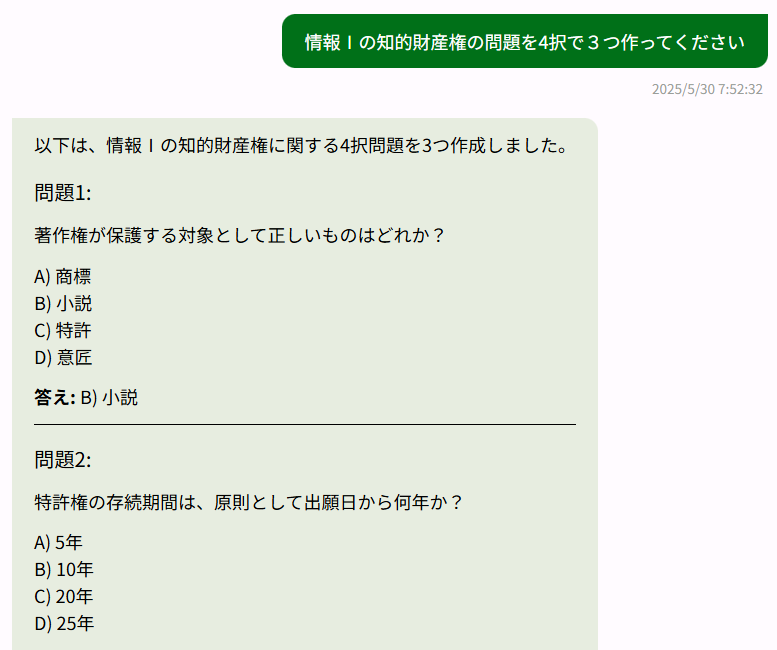 情報Ⅰの知的財産権の問題を4択で３つ作ってください
2025/5/30 7:52:32
以下は、情報Ⅰの知的財産権に関する4択問題を3つ作成しました。
問題1:
著作権が保護する対象として正しいものはどれか？
A) 商標
B) 小説
C) 特許
D) 意匠
答え: B) 小説
問題2:
特許権の存続期間は、原則として出願日から何年か？
A) 5年
B) 10年
C) 20年
D) 25年